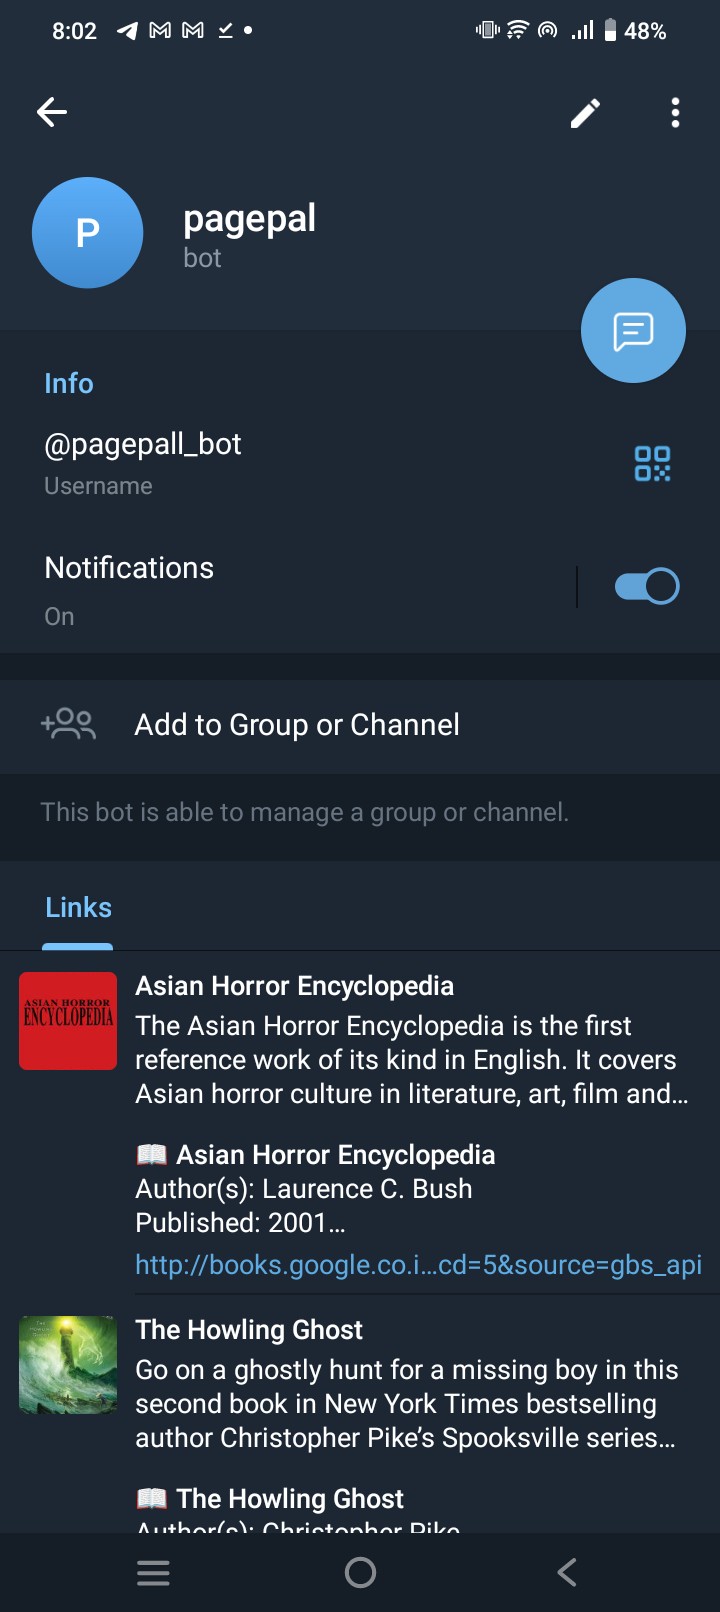 8:02
48%
P
pagepal
bot
Info
@pagepall_bot
Username
Notifications
On
Add to Group or Channel
This bot is able to manage a group or channel.
Links
ASIAN HORROR
ENCYCLOPEDIA
Asian Horror Encyclopedia
The Asian Horror Encyclopedia is the first
reference work of its kind in English. It covers
Asian horror culture in literature, art, film and...
📖 Asian Horror Encyclopedia
Author(s): Laurence C. Bush
Published: 2001...
http://books.google.co.i...cd=5&source=gbs_api
The Howling Ghost
Go on a ghostly hunt for a missing boy in this
second book in New York Times bestselling
author Christopher Pike’s Spooksville series...
📖 The Howling Ghost
Author(s): Christopher Pike